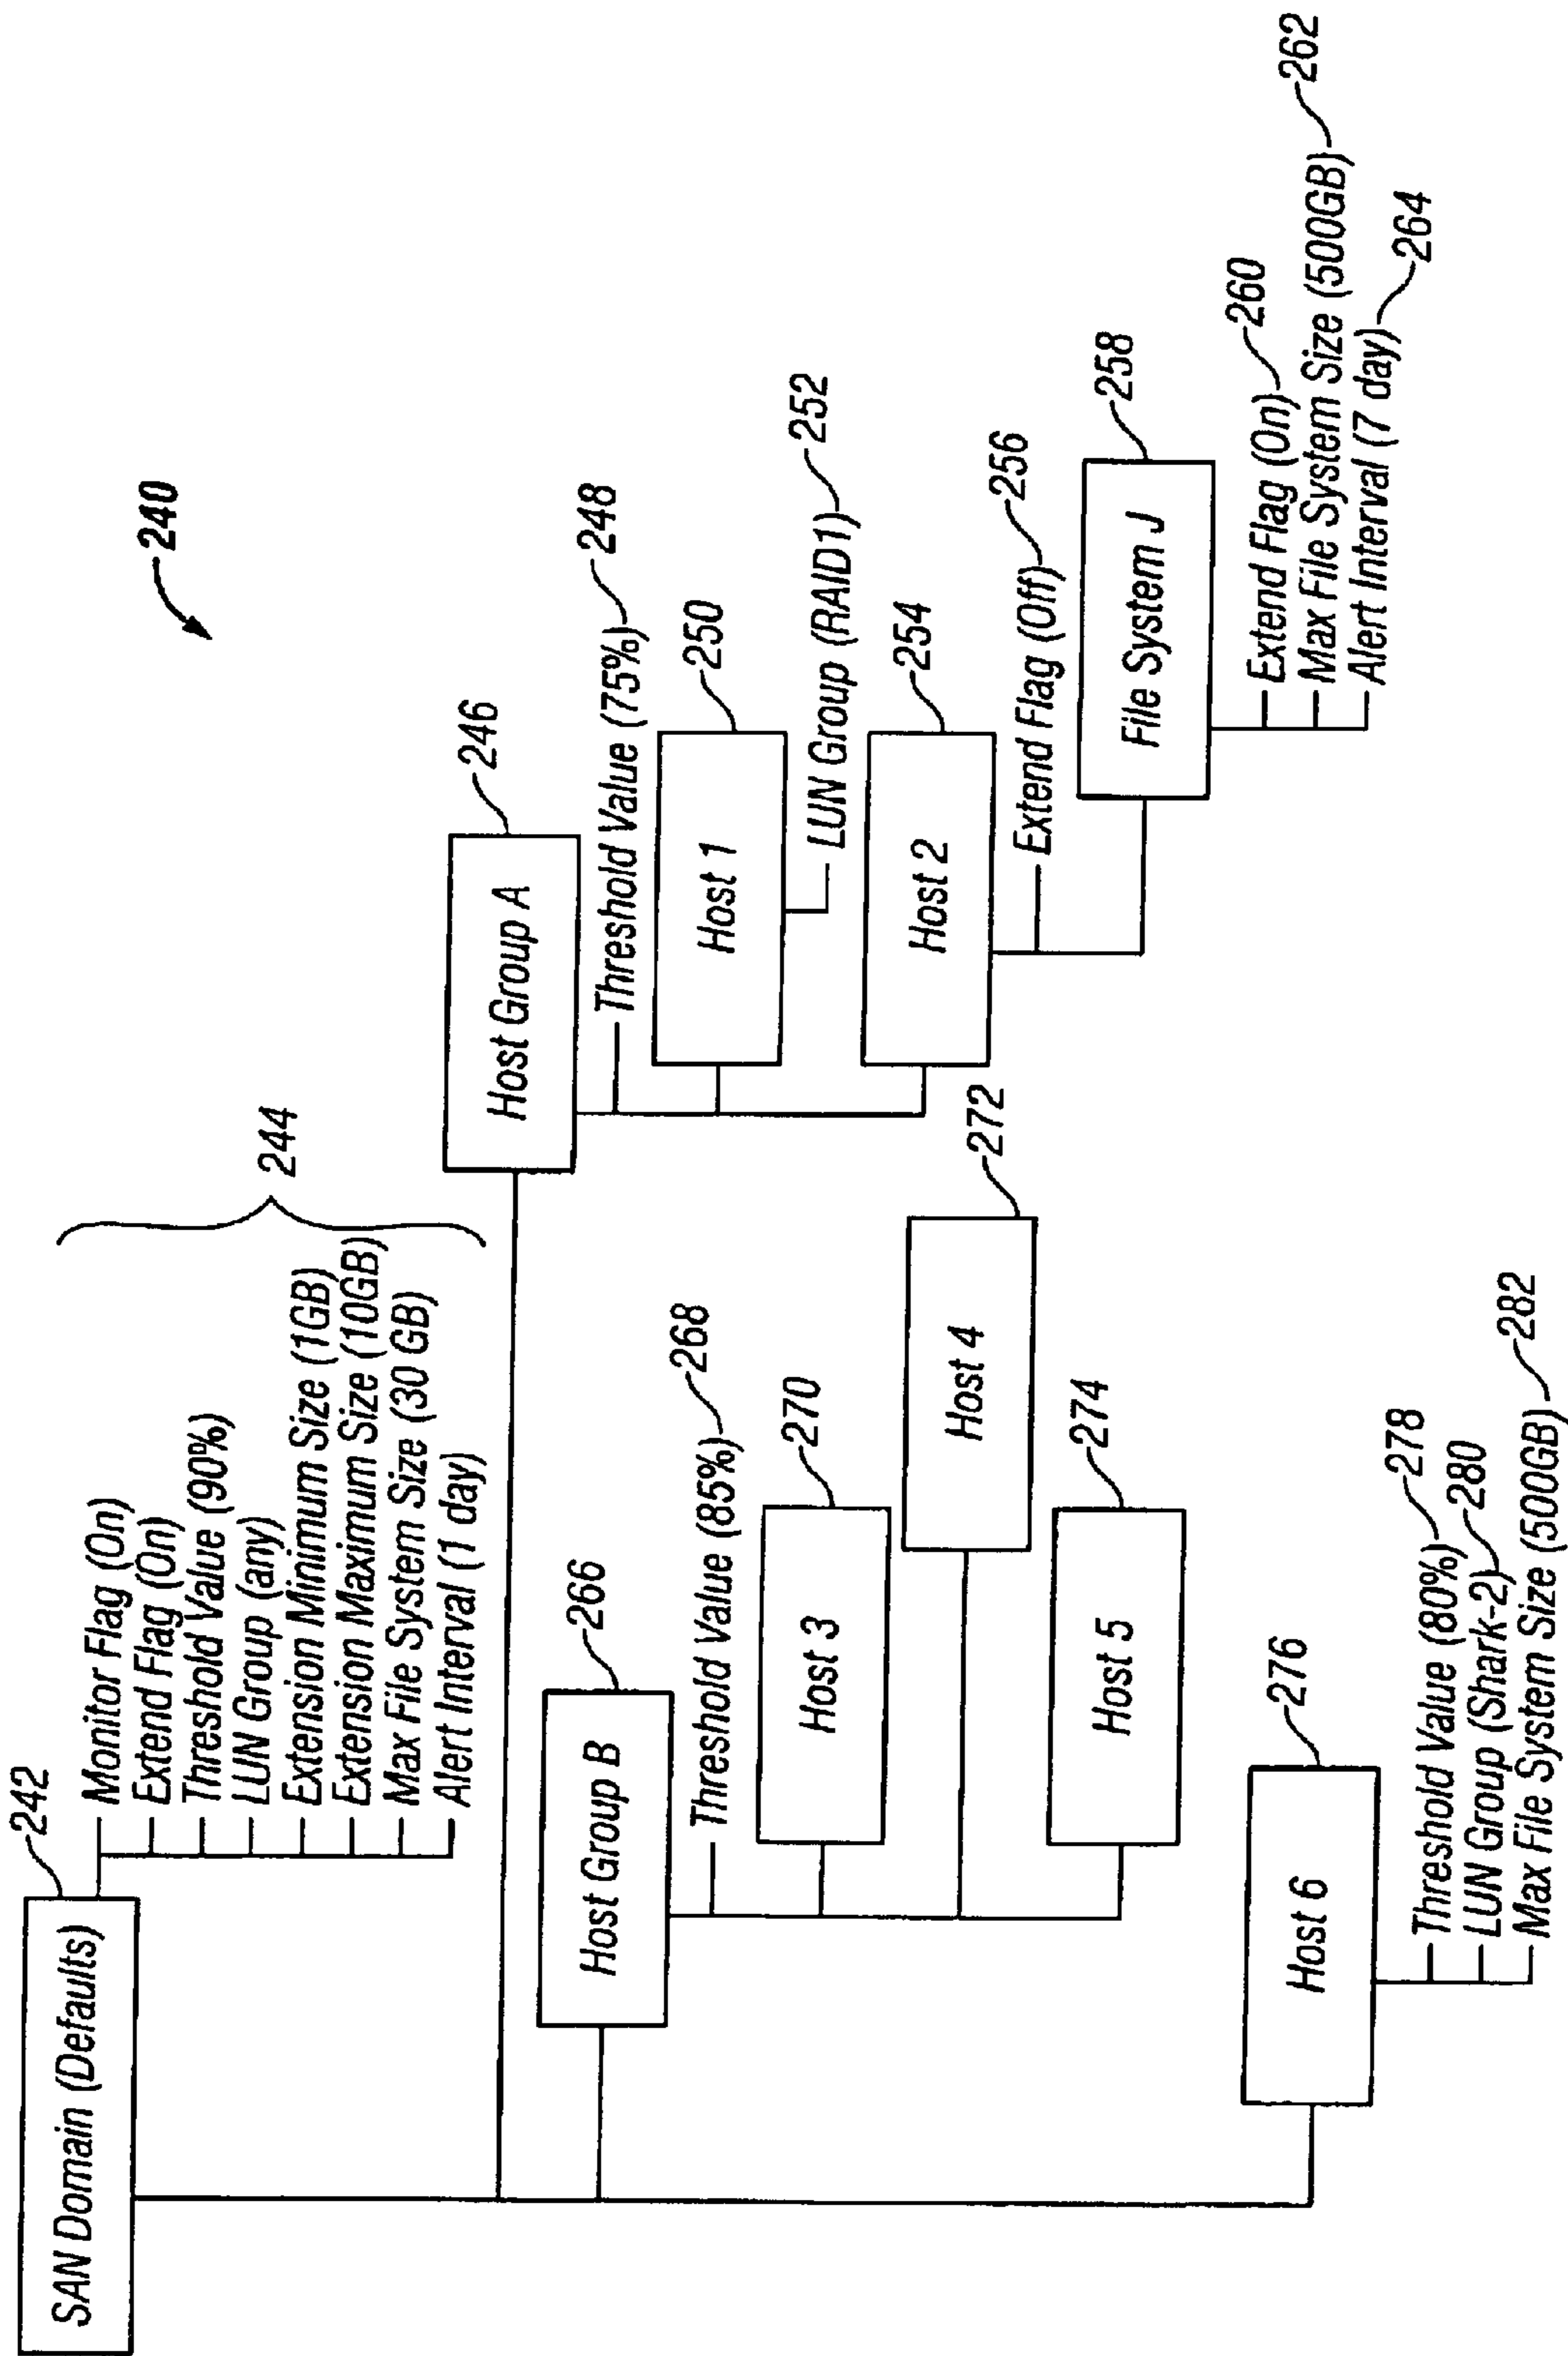 240
SAN Domain (Defaults)
242
Monitor Flag (On)
Extend Flag (On)
Threshold Value (90%)
LUN Group (any)
Extension Minimum Size (1GB)
Extension Maximum Size (10GB)
Max File System Size (30 GB)
Alert Interval (1 day)
244
Host Group A
246
Threshold Value (75%)
248
Host 1
250
LUN Group (RAID1)
252
Host 2
254
Extend Flag (Off)
256
File System J
258
Extend Flag (On)
260
Max File System Size (500GB)
262
Alert Interval (7 day)
264
Host Group B
266
Threshold Value (85%)
268
Host 3
270
Host 4
272
Host 5
274
Host 6
276
Threshold Value (80%)
278
LUN Group (Shark-2)
280
Max File System Size (500GB)
282